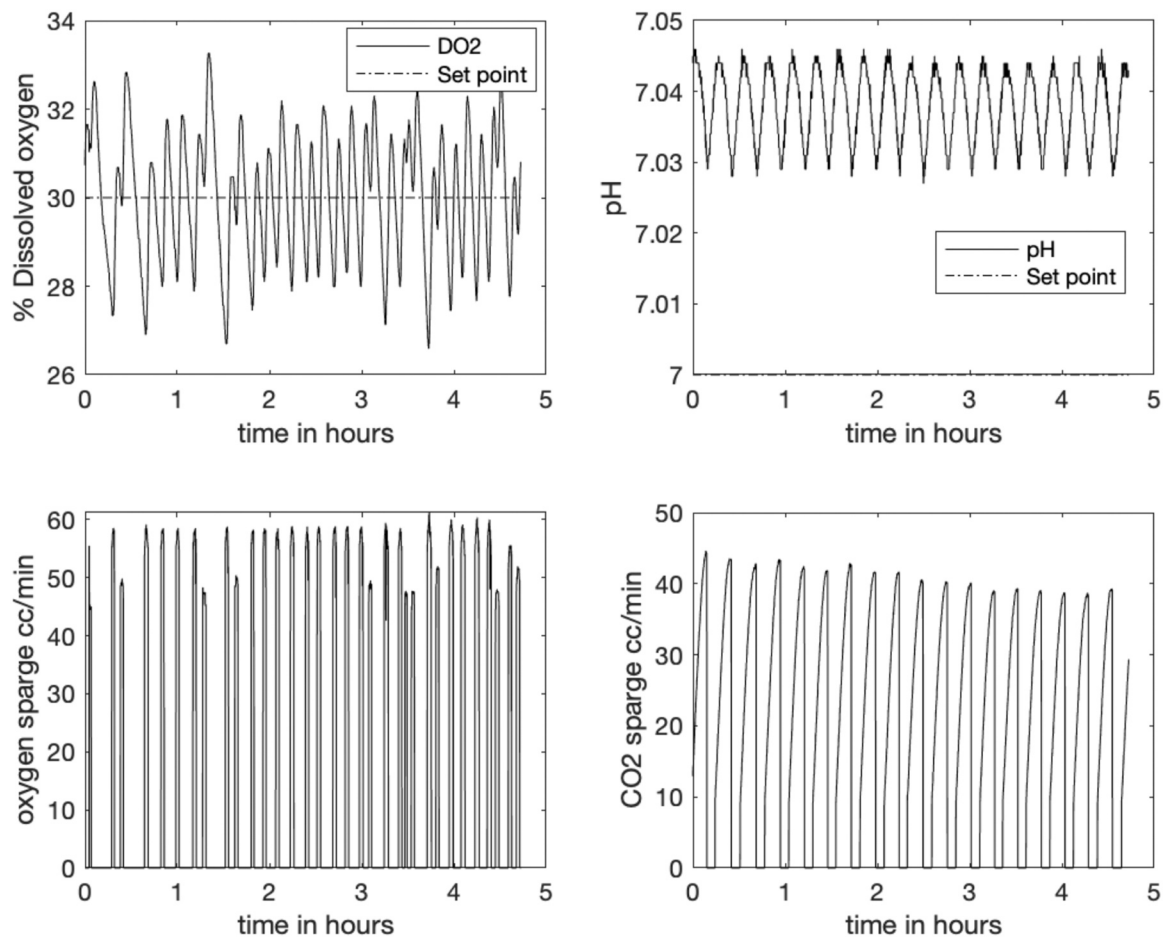 34
32
30
28
26
% Dissolved oxygen
DO2
Set point
0 1 2 3 4 5
time in hours
7.05
7.04
7.03
7.02
7.01
7
pH
pH
Set point
0 1 2 3 4 5
time in hours
60
50
40
30
20
10
0
oxygen sparge cc/min
0 1 2 3 4 5
time in hours
50
40
30
20
10
0
CO2 sparge cc/min
0 1 2 3 4 5
time in hours